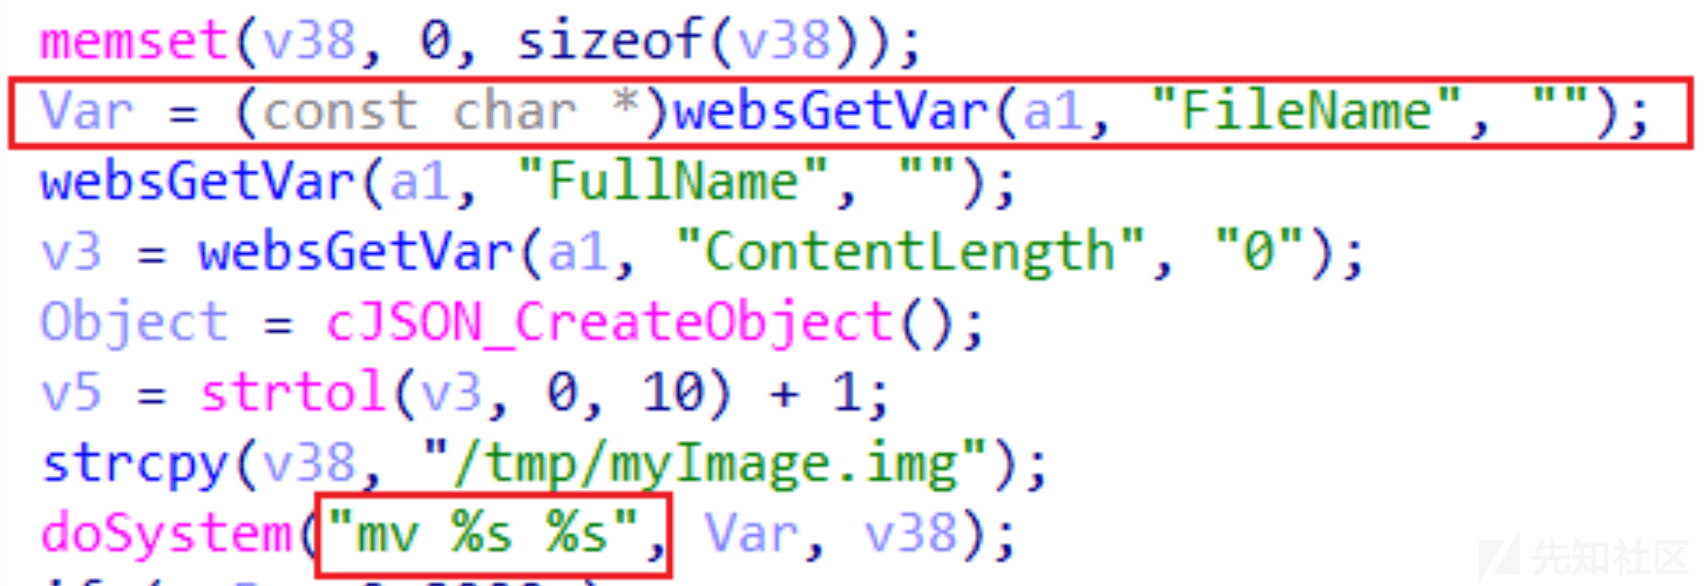 memset(v38, 0, sizeof(v38));
Var = (const char *)websGetVar(a1, "FileName", "");
websGetVar(a1, "FullName", "");
v3 = websGetVar(a1, "ContentLength", "0");
Object = cJSON_CreateObject();
v5 = strtol(v3, 0, 10) + 1;
strcpy(v38, "/tmp/myImage.img");
doSystem("mv %s %s", Var, v38);
先知社区